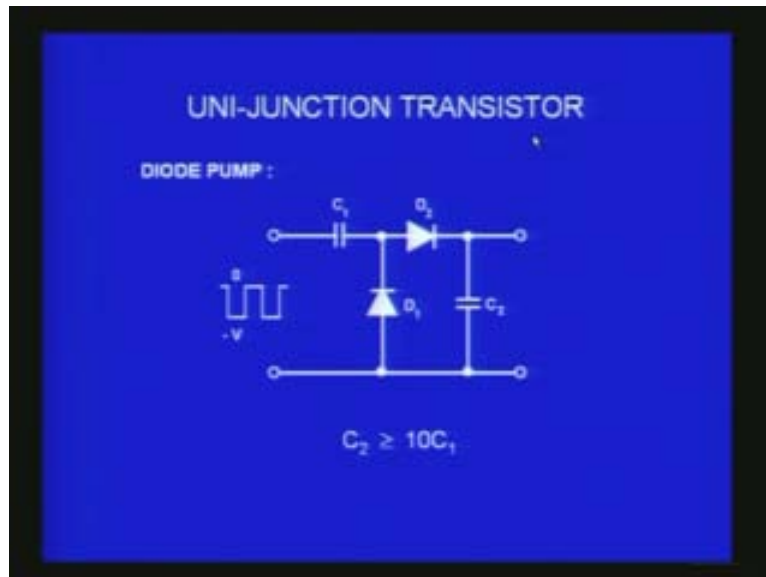 UNI-JUNCTION TRANSISTOR
DIODE PUMP :
C₁ D₂
0
D₁ C₂
-V
C₂ ≥ 10C₁